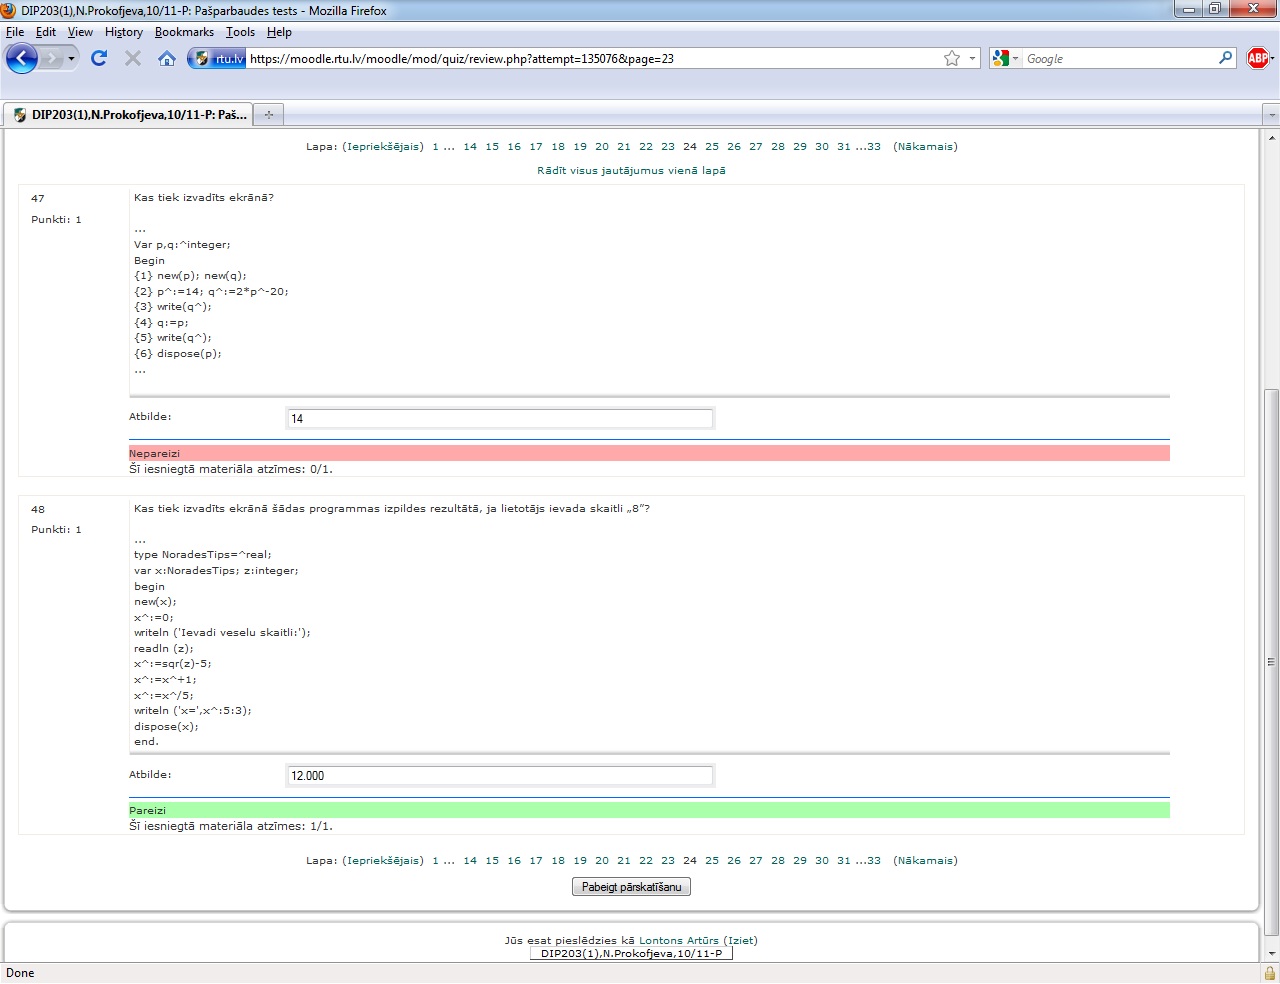 DIP203(1),N.Prokofjeva,10/11-P: Pašparbaudes tests - Mozilla Firefox
File Edit View History Bookmarks Tools Help
rtu.lv https://moodle.rtu.lv/moodle/mod/quiz/review.php?attempt=135076&page=23 Google ABP
DIP203(1),N.Prokofjeva,10/11-P: Paš...
Lapa: (Iepriekšējais) 1 ... 14 15 16 17 18 19 20 21 22 23 24 25 26 27 28 29 30 31 ...33 (Nākamais)
Rādīt visus jautājumus vienā lapā
47 Kas tiek izvadīts ekrānā?
Punkti: 1
...
Var p,q:^integer;
Begin
{1} new(p); new(q);
{2} p^:=14; q^:=2*p^-20;
{3} write(q^);
{4} q:=p;
{5} write(q^);
{6} dispose(p);
...
Atbilde: 14
Nepareizi
Šī iesniegtā materiāla atzīmes: 0/1.
48 Kas tiek izvadīts ekrānā šādas programmas izpildes rezultātā, ja lietotājs ievada skaitli „8”?
Punkti: 1
...
type NoradesTips=^real;
var x:NoradesTips; z:integer;
begin
new(x);
x^:=0;
writeln ('Ievadi veselu skaitli:');
readln (z);
x^:=sqr(z)-5;
x^:=x^+1;
x^:=x^/5;
writeln ('x=',x^:5:3);
dispose(x);
end.
Atbilde: 12.000
Pareizi
Šī iesniegtā materiāla atzīmes: 1/1.
Lapa: (Iepriekšējais) 1 ... 14 15 16 17 18 19 20 21 22 23 24 25 26 27 28 29 30 31 ...33 (Nākamais)
Pabeigt pārskatīšanu
Jūs esat pieslēdzies kā Lontons Artūrs (Iziet)
DIP203(1),N.Prokofjeva,10/11-P
Done